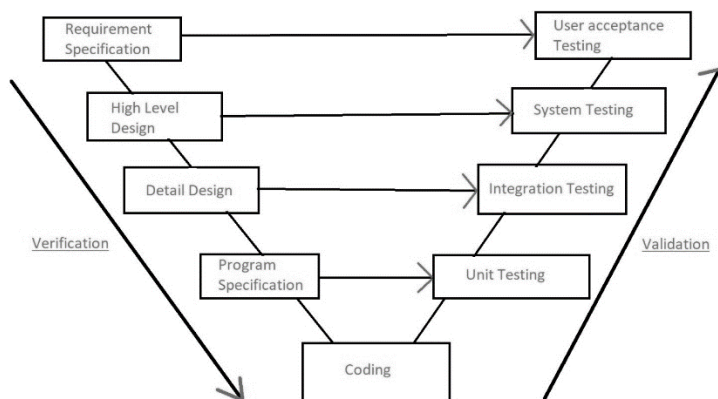 Requirement
Specification
User acceptance
Testing
High Level
Design
System Testing
Detail Design
Integration Testing
Verification
Validation
Program
Specification
Unit Testing
Coding